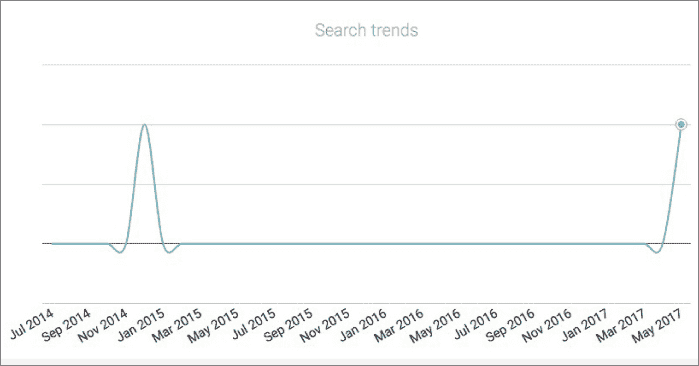 Search trends
Jul 2014
Sep 2014
Nov 2014
Jan 2015
Mar 2015
May 2015
Jul 2015
Sep 2015
Nov 2015
Jan 2016
Mar 2016
May 2016
Jul 2016
Sep 2016
Nov 2016
Jan 2017
Mar 2017
May 2017